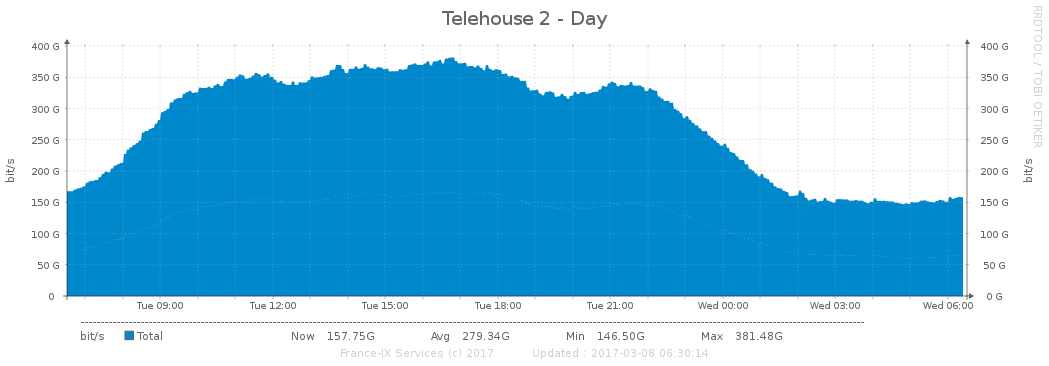 Telehouse 2 - Day
RRDTOOL / TOBI OETIKER
bit/s
400 G 400 G
350 G 350 G
300 G 300 G
250 G 250 G
200 G 200 G
150 G 150 G
100 G 100 G
50 G 50 G
0 0 G
bit/s
Tue 09:00 Tue 12:00 Tue 15:00 Tue 18:00 Tue 21:00 Wed 00:00 Wed 03:00 Wed 06:00
bit/s Total Now 157.75G Avg 279.34G Min 146.50G Max 381.48G
France-IX Services (c) 2017 Updated : 2017-03-08 06:30:14